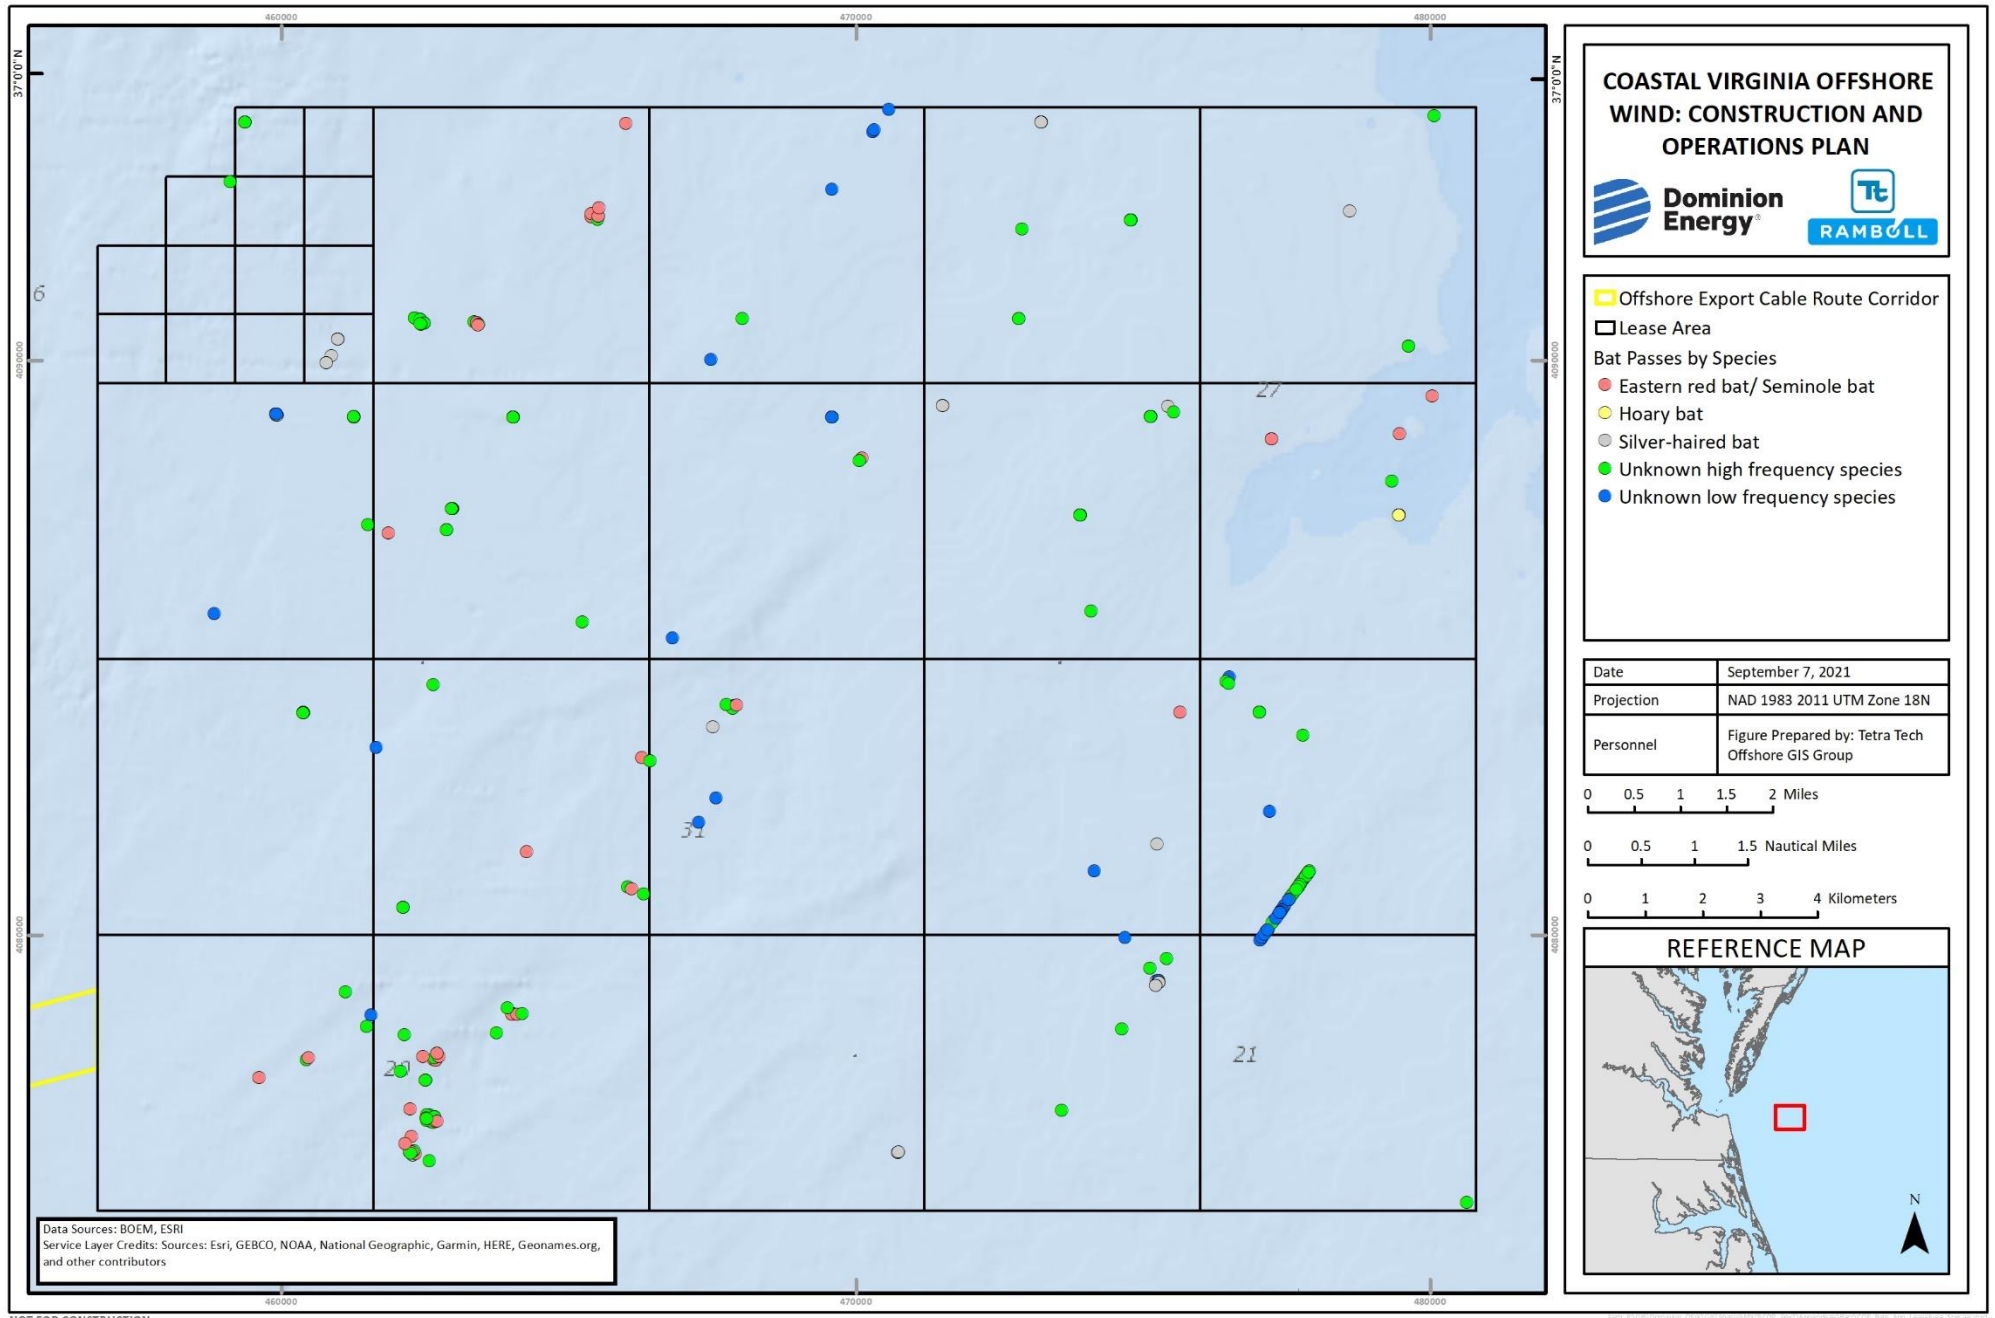 460000
470000
480000
37°0'0"N
37°0'0"N
6
27
4090000
4090000
31
4080000
4080000
21
460000
470000
480000
Data Sources: BOEM, ESRI
Service Layer Credits: Sources: Esri, GEBCO, NOAA, National Geographic, Garmin, HERE, Geonames.org,
and other contributors
NOT FOR CONSTRUCTION
COASTAL VIRGINIA OFFSHORE
WIND: CONSTRUCTION AND
OPERATIONS PLAN
Dominion
Energy®
Tt
RAMBOLL
Offshore Export Cable Route Corridor
Lease Area
Bat Passes by Species
Eastern red bat/ Seminole bat
Hoary bat
Silver-haired bat
Unknown high frequency species
Unknown low frequency species
Date September 7, 2021
Projection NAD 1983 2011 UTM Zone 18N
Personnel Figure Prepared by: Tetra Tech
Offshore GIS Group
0 0.5 1 1.5 2 Miles
0 0.5 1 1.5 Nautical Miles
0 1 2 3 4 Kilometers
REFERENCE MAP
N